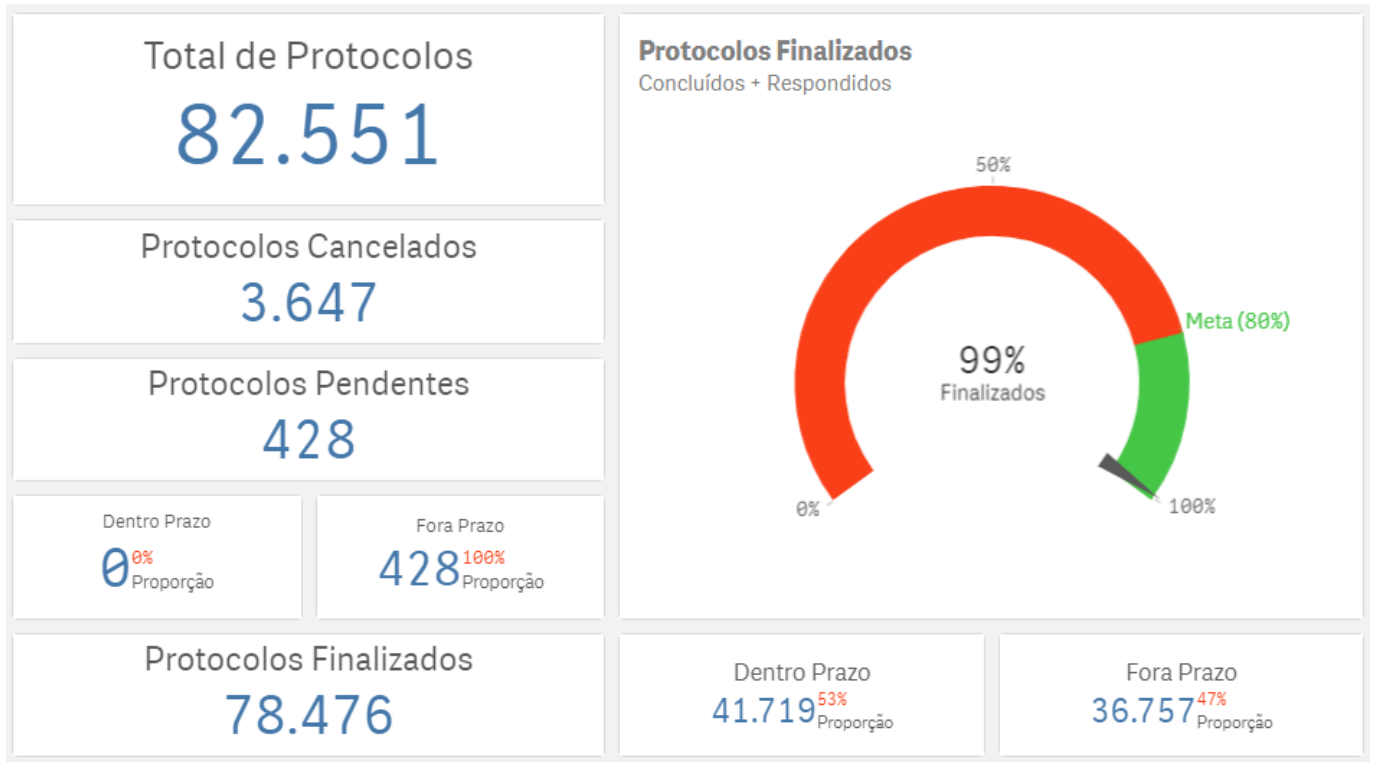 Total de Protocolos
82.551
Protocolos Cancelados
3.647
Protocolos Pendentes
428
Dentro Prazo
0 0%
Proporção
Fora Prazo
428 100%
Proporção
Protocolos Finalizados
78.476
Protocolos Finalizados
Concluídos + Respondidos
50%
Meta (80%)
99%
Finalizados
0%
100%
Dentro Prazo
41.719 53%
Proporção
Fora Prazo
36.757 47%
Proporção